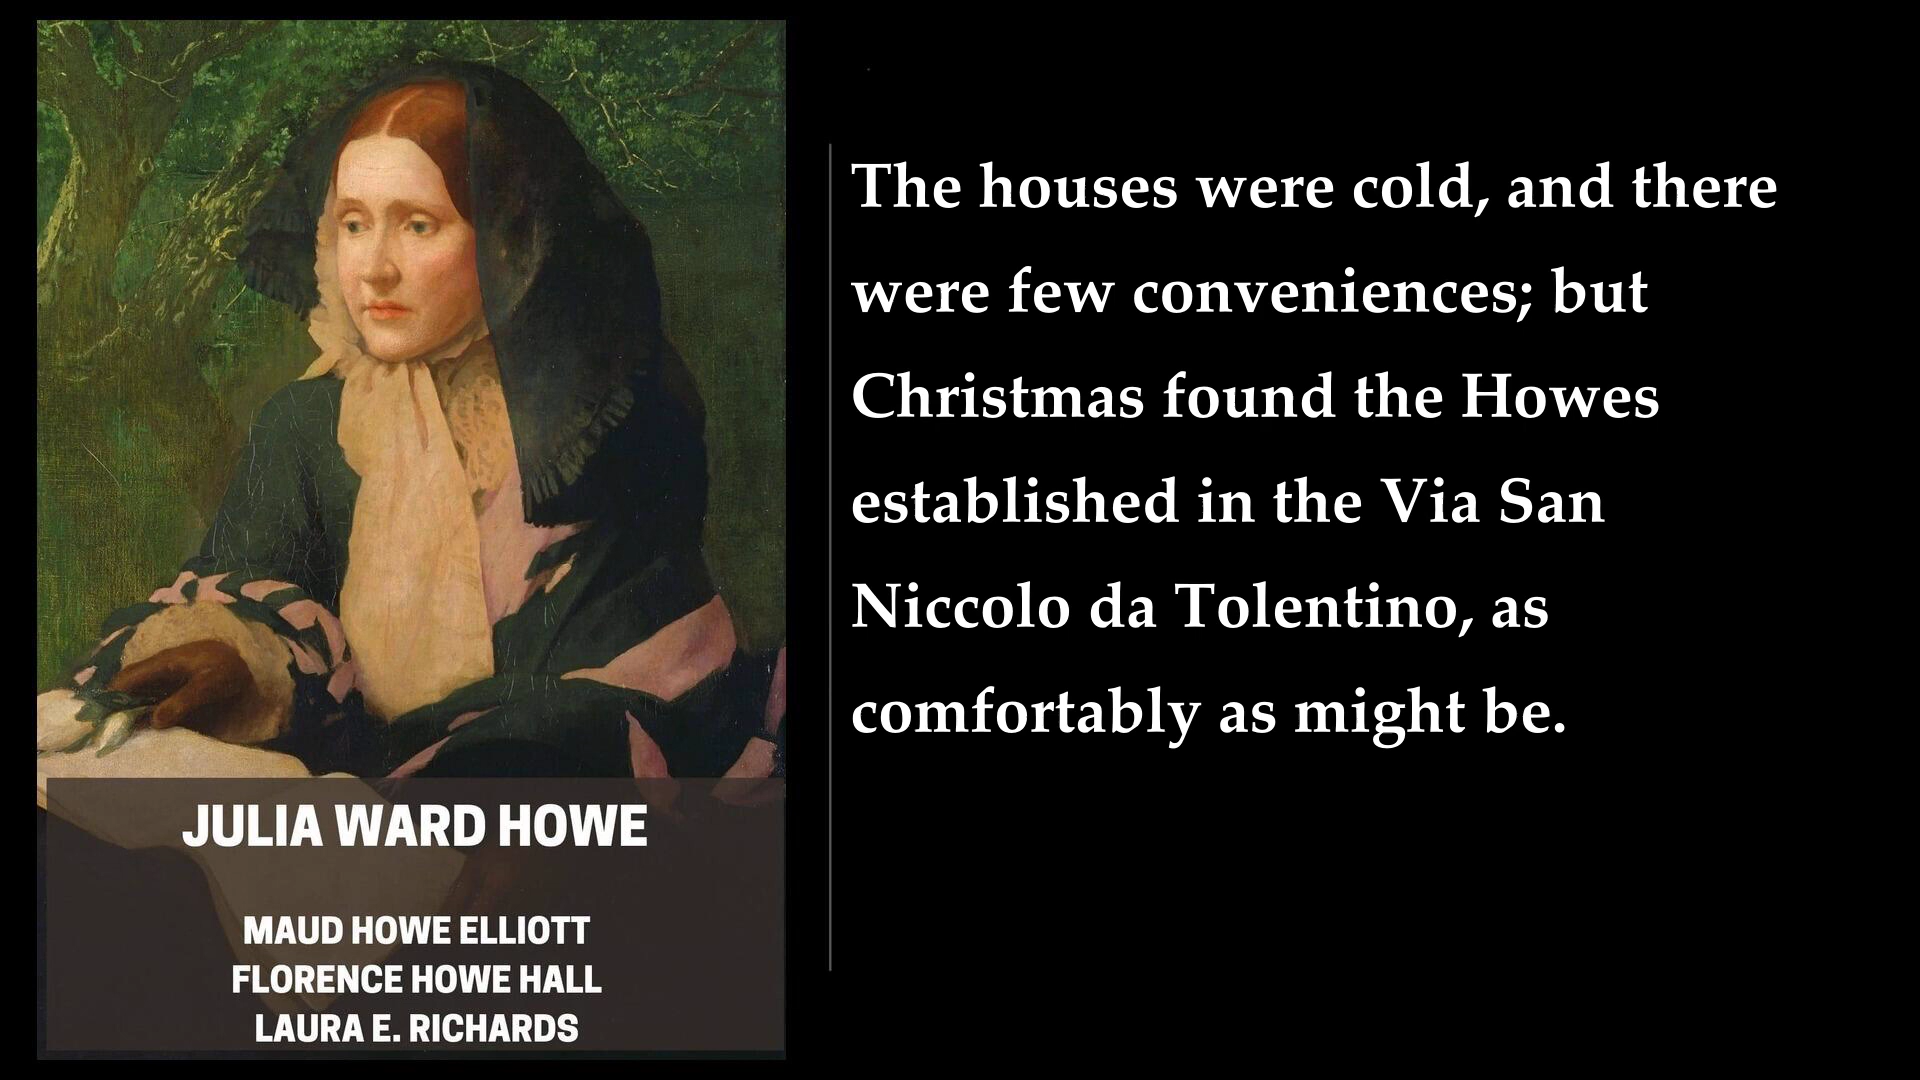 JULIA WARD HOWE
MAUD HOWE ELLIOTT
FLORENCE HOWE HALL
LAURA E. RICHARDS
The houses were cold, and there
were few conveniences; but
Christmas found the Howes
established in the Via San
Niccolo da Tolentino, as
comfortably as might be.